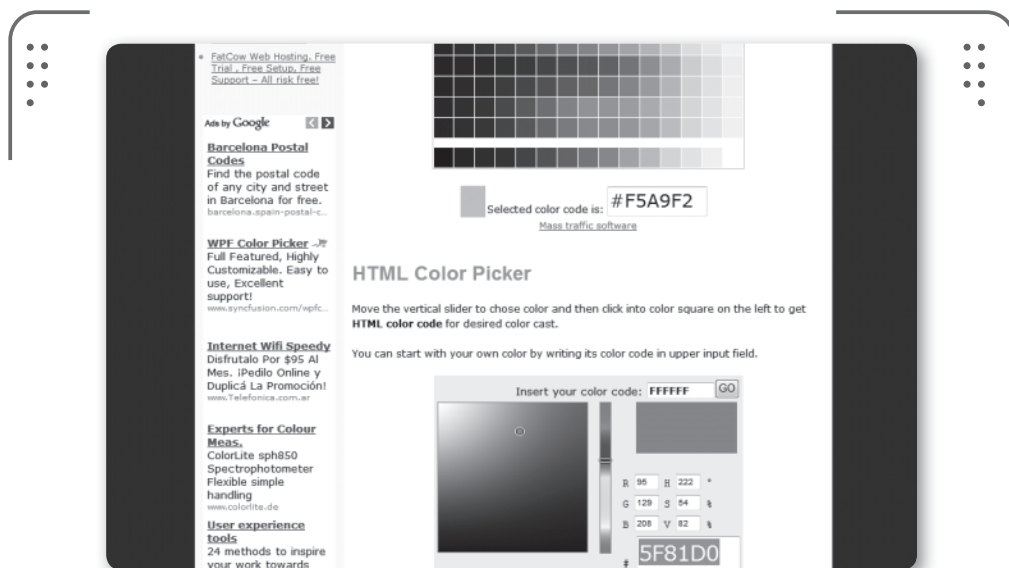 FatCow Web Hosting. Free
Trial , Free Setup, Free
Support – All risk free!
Ads by Google
Barcelona Postal
Codes
Find the postal code
of any city and street
in Barcelona for free.
barcelona.spain-postal-c...
WPF Color Picker
Full Featured, Highly
Customizable. Easy to
use, Excellent
support!
www.syncfusion.com/wpfc...
Internet Wifi Speedy
Disfrutalo Por $95 Al
Mes. ¡Pedilo Online y
Duplicá La Promoción!
www.Telefonica.com.ar
Experts for Colour
Meas.
ColorLite sph850
Spectrophotometer
Flexible simple
handling
www.colorlite.de
User experience
tools
24 methods to inspire
your work towards
Selected color code is: #F5A9F2
Mass traffic software
HTML Color Picker
Move the vertical slider to chose color and then click into color square on the left to get
HTML color code for desired color cast.
You can start with your own color by writing its color code in upper input field.
Insert your color code: FFFFFF GO
R 95 H 222 °
G 129 S 54 %
B 208 V 82 %
# 5F81D0